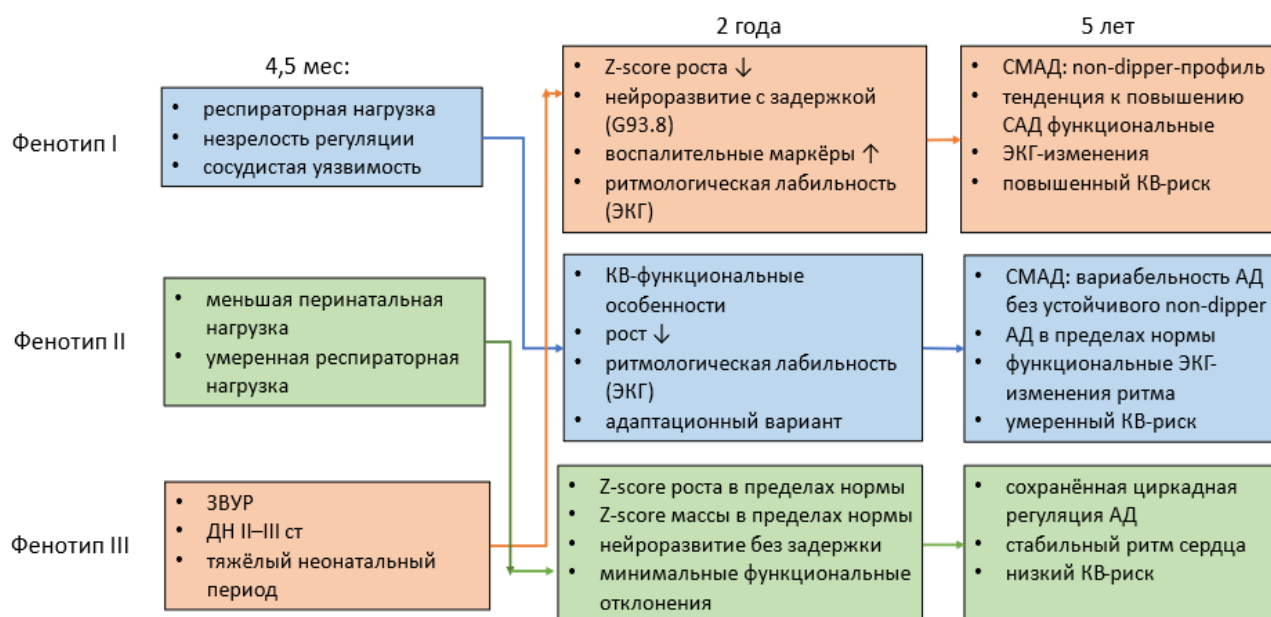 2 года
5 лет
4,5 мес:
Фенотип I
• респираторная нагрузка
• незрелость регуляции
• сосудистая уязвимость
• Z-score роста ↓
• нейроразвитие с задержкой
(G93.8)
• воспалительные маркёры ↑
• ритмологическая лабильность
(ЭКГ)
• СМАД: non-dipper-профиль
• тенденция к повышению
САД функциональные
• ЭКГ-изменения
• повышенный КВ-риск
Фенотип II
• меньшая перинатальная
нагрузка
• умеренная респираторная
нагрузка
• КВ-функциональные
особенности
• рост ↓
• ритмологическая лабильность
(ЭКГ)
• адаптационный вариант
• СМАД: вариабельность АД
без устойчивого non-dipper
• АД в пределах нормы
• функциональные ЭКГ-
изменения ритма
• умеренный КВ-риск
Фенотип III
• ЗВУР
• ДН II–III ст
• тяжёлый неонатальный
период
• Z-score роста в пределах нормы
• Z-score массы в пределах нормы
• нейроразвитие без задержки
• минимальные функциональные
отклонения
• сохранённая циркадная
регуляция АД
• стабильный ритм сердца
• низкий КВ-риск